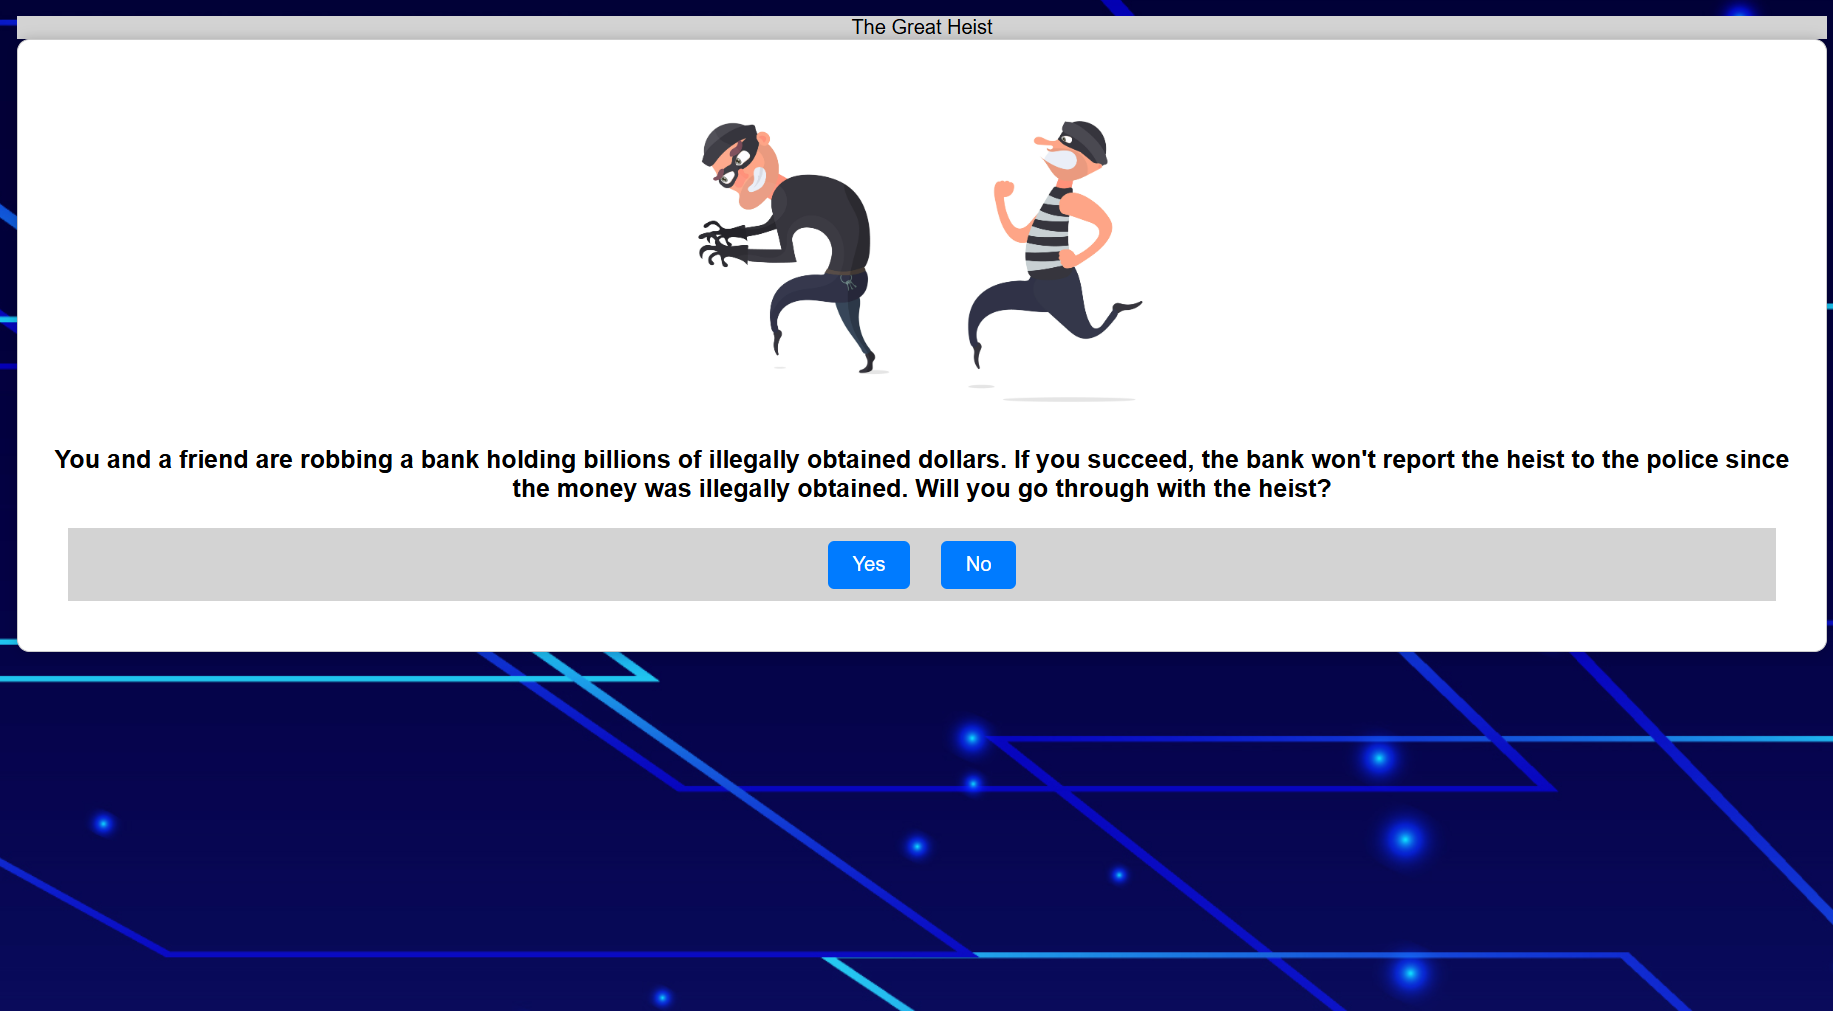 The Great Heist
You and a friend are robbing a bank holding billions of illegally obtained dollars. If you succeed, the bank won't report the heist to the police since
the money was illegally obtained. Will you go through with the heist?
Yes No